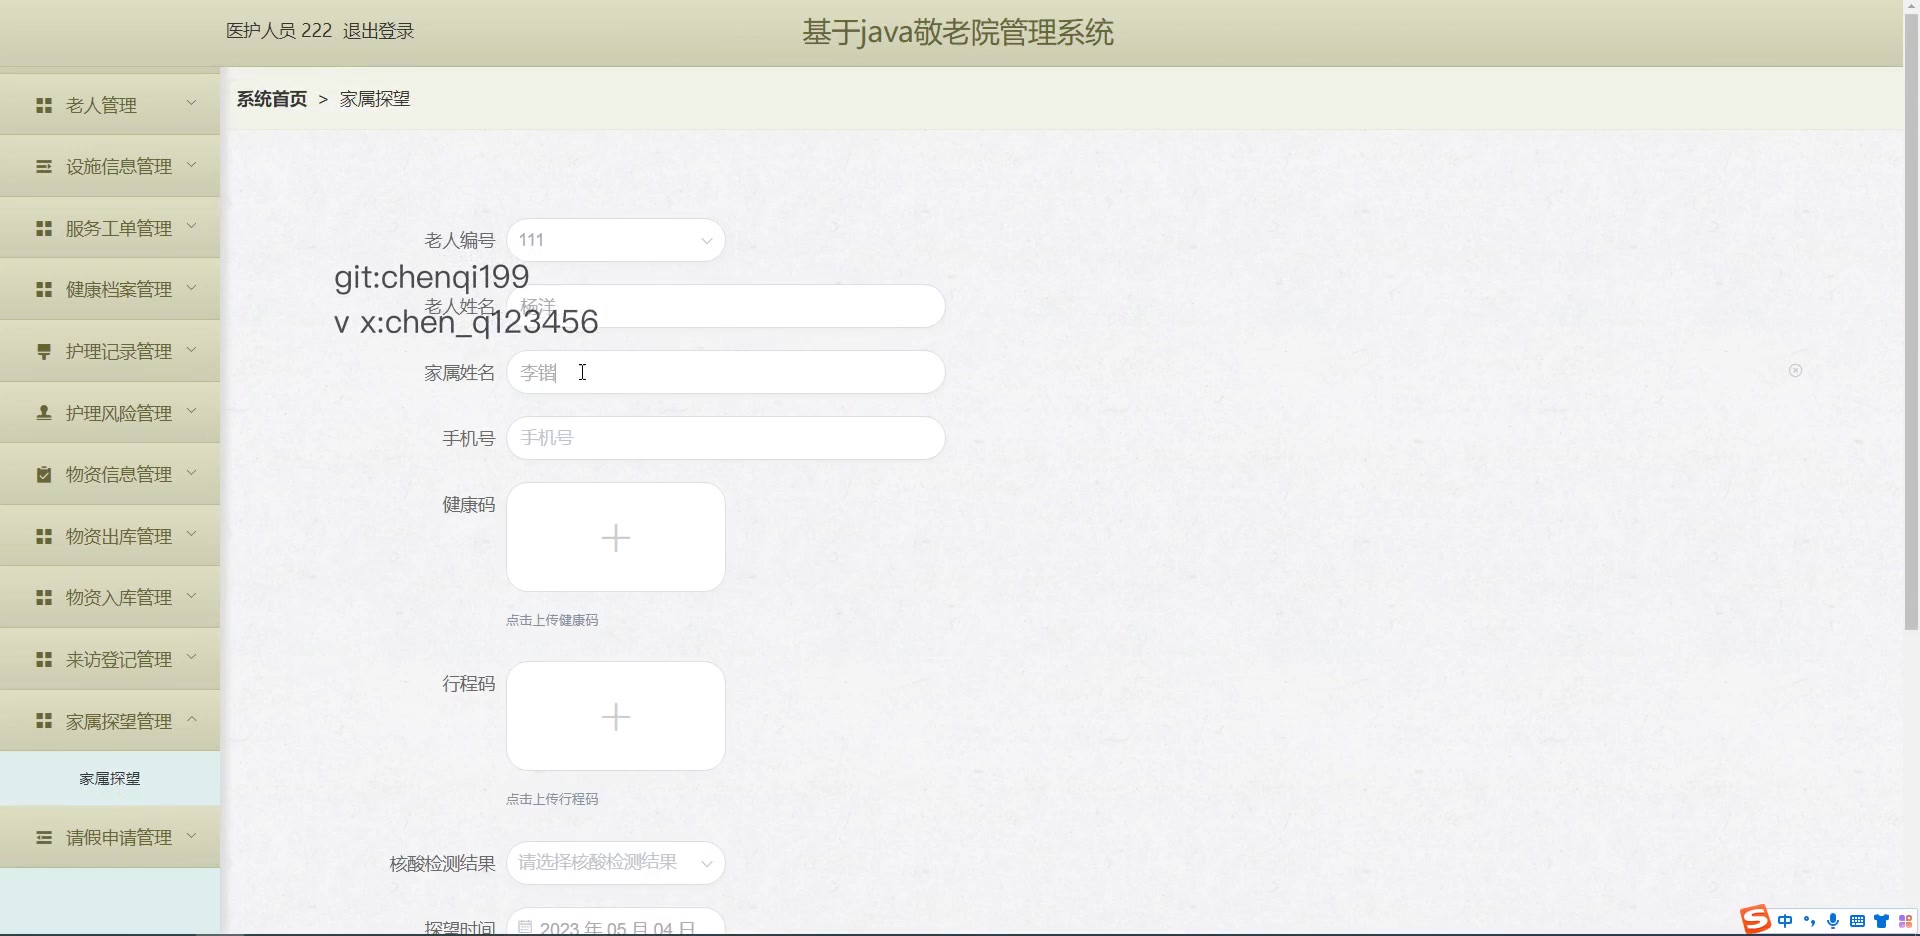 医护人员 222 退出登录
基于java敬老院管理系统
系统首页 > 家属探望
老人管理
设施信息管理
服务工单管理
健康档案管理
护理记录管理
护理风险管理
物资信息管理
物资出库管理
物资入库管理
来访登记管理
家属探望管理
家属探望
请假申请管理
老人编号 111
git:chenqi199
老人姓名 杨洋
v x:chen_q123456
家属姓名 李锴
手机号 手机号
健康码
点击上传健康码
行程码
点击上传行程码
核酸检测结果 请选择核酸检测结果
探望时间 2023 年 05 月 04 日
中